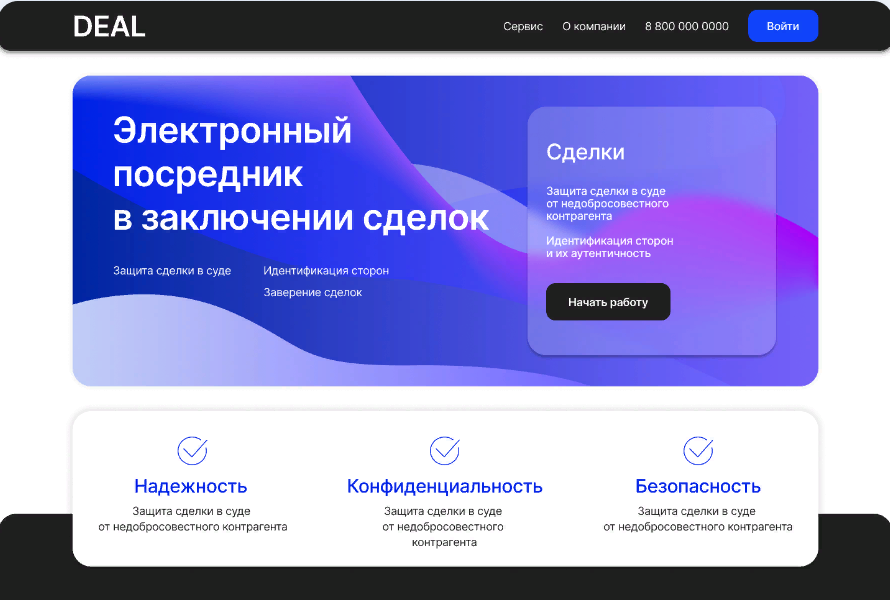 DEAL
Сервис
О компании
8 800 000 0000
Войти
Электронный
посредник
в заключении сделок
Защита сделки в суде
Идентификация сторон
Заверение сделок
Сделки
Защита сделки в суде
от недобросовестного
контрагента
Идентификация сторон
и их аутентичность
Начать работу
Надежность
Защита сделки в суде
от недобросовестного контрагента
Конфиденциальность
Защита сделки в суде
от недобросовестного
контрагента
Безопасность
Защита сделки в суде
от недобросовестного контрагента